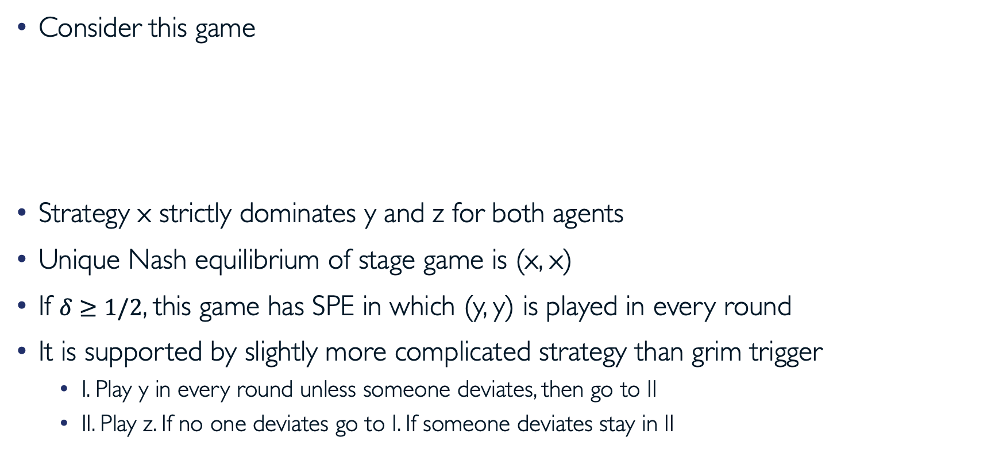 • Consider this game
• Strategy x strictly dominates y and z for both agents
• Unique Nash equilibrium of stage game is (x, x)
• If δ ≥ 1/2, this game has SPE in which (y, y) is played in every round
• It is supported by slightly more complicated strategy than grim trigger
• I. Play y in every round unless someone deviates, then go to II
• II. Play z. If no one deviates go to I. If someone deviates stay in II